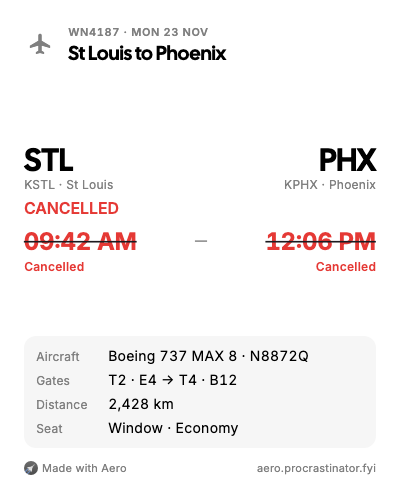 WN4187 · MON 23 NOV
St Louis to Phoenix
STL PHX
KSTL · St Louis KPHX · Phoenix
CANCELLED
09:42 AM – 12:06 PM
Cancelled Cancelled
Aircraft Boeing 737 MAX 8 · N8872Q
Gates T2 · E4 → T4 · B12
Distance 2,428 km
Seat Window · Economy
Made with Aero aero.procrastinator.fyi